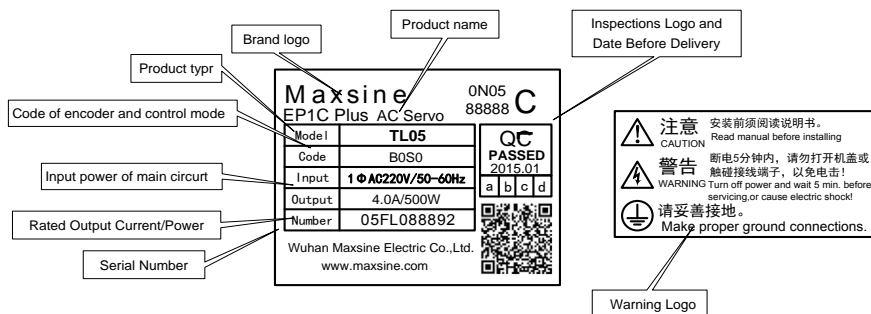 Inspections Logo and
Date Before Delivery
Product name
Brand logo
Product typr
Code of encoder and control mode
Input power of main circurt
Rated Output Current/Power
Serial Number
Maxsine
EP1C Plus AC Servo
0N05
88888 C
Model TL05
Code B0S0
Input 1ΦAC220V/50-60Hz
Output 4.0A/500W
Number 05FL088892
QC
PASSED
2015.01
a b c d
Wuhan Maxsine Electric Co.,Ltd.
www.maxsine.com
注意 安装前须阅读说明书。
CAUTION Read manual before installing
警告 断电5分钟内，请勿打开机盖或
触碰接线端子，以免电击！
WARNING Turn off power and wait 5 min. before
servicing,or cause electric shock!
请妥善接地。
Make proper ground connections.
Warning Logo